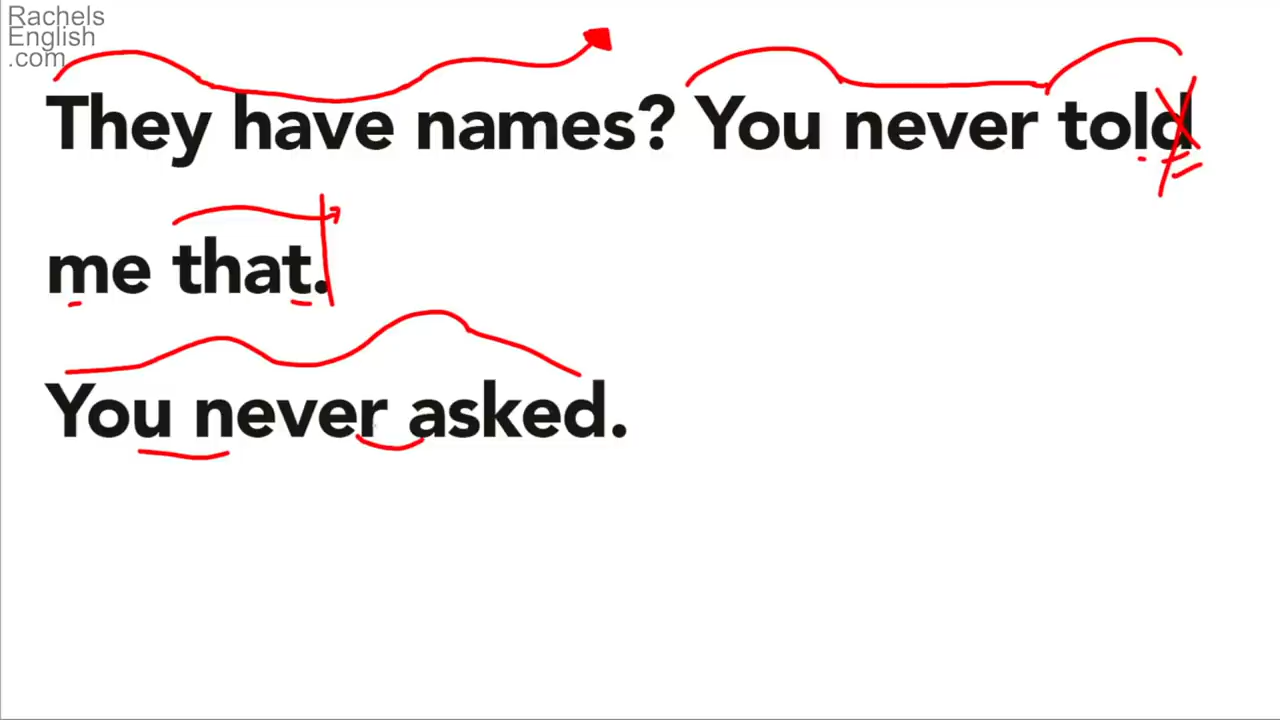 Rachels
English
.com
They have names? You never told
me that.
You never asked.